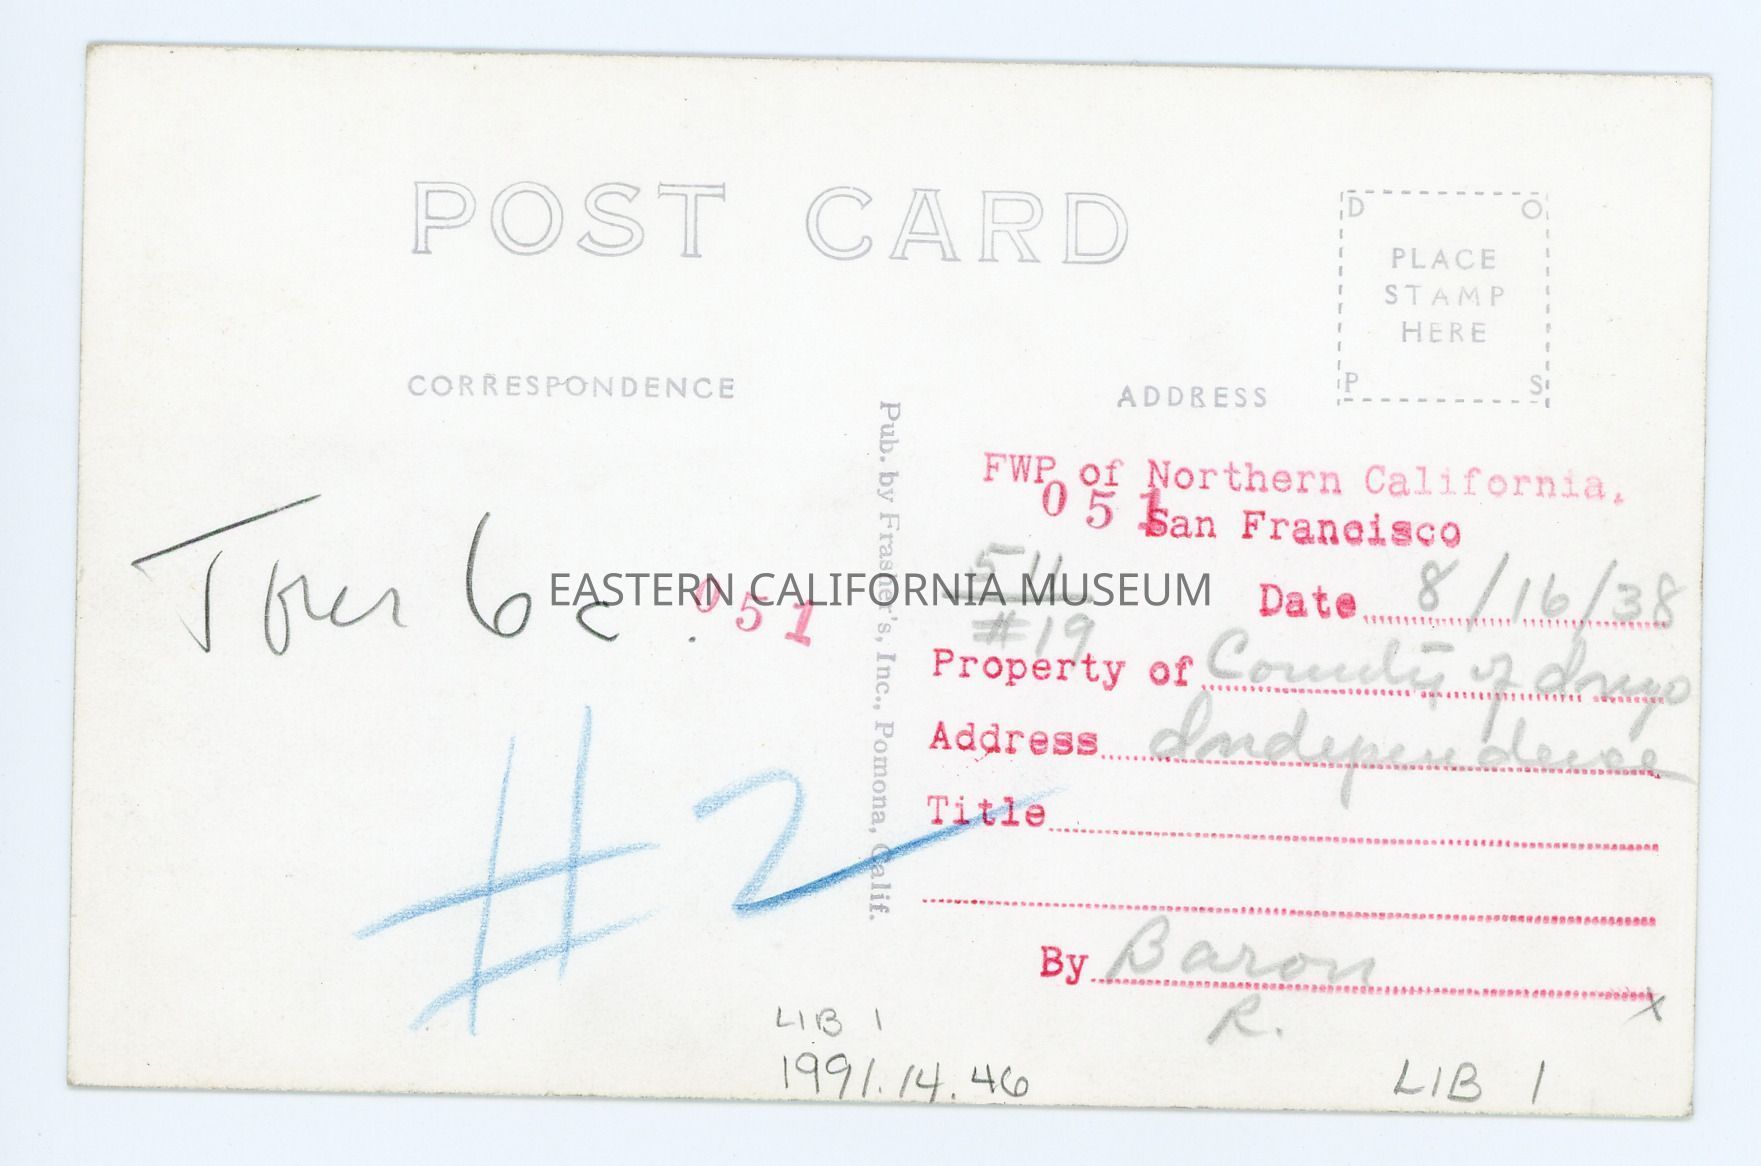 POST CARD
D O
PLACE
STAMP
HERE
P S
CORRESPONDENCE
ADDRESS
Pub. by Frasher's, Inc., Pomona, Calif.
FWP of Northern California,
051
San Francisco
Tour 6c.
051
EASTERN CALIFORNIA MUSEUM
511
#19
Date 8/16/38
Property of County of Inyo
Address Independence
Title
#2
By Baron
x
R.
LIB 1
1991.14.46
LIB 1